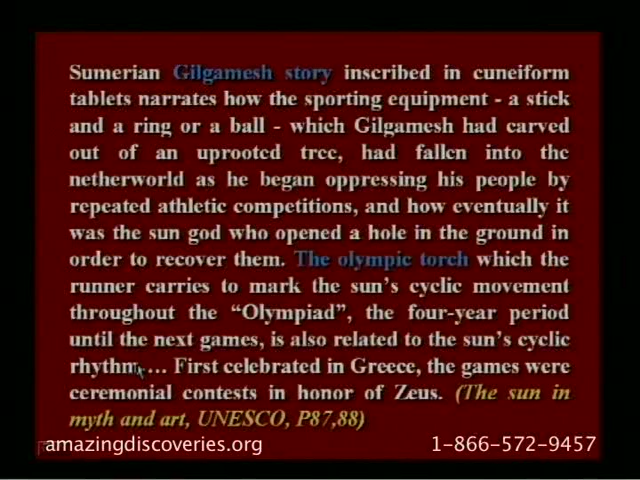 Sumerian Gilgamesh story inscribed in cuneiform
tablets narrates how the sporting equipment - a stick
and a ring or a ball - which Gilgamesh had carved
out of an uprooted tree, had fallen into the
netherworld as he began oppressing his people by
repeated athletic competitions, and how eventually it
was the sun god who opened a hole in the ground in
order to recover them. The olympic torch which the
runner carries to mark the sun's cyclic movement
throughout the “Olympiad”, the four-year period
until the next games, is also related to the sun's cyclic
rhythm… First celebrated in Greece, the games were
ceremonial contests in honor of Zeus. (The sun in
myth and art, UNESCO, P87,88)
amazingdiscoveries.org 1-866-572-9457